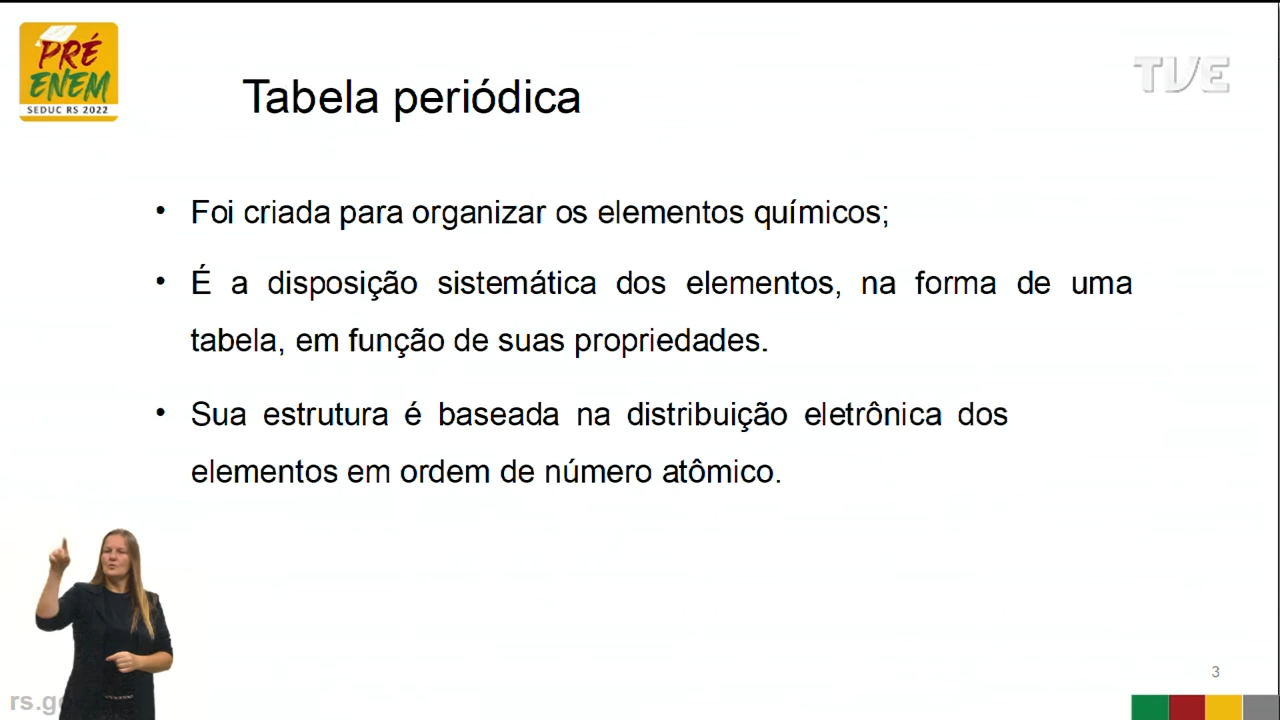 PRÉ
ENEM
SEDUC RS 2022
TVE
Tabela periódica
• Foi criada para organizar os elementos químicos;
• É a disposição sistemática dos elementos, na forma de uma
tabela, em função de suas propriedades.
• Sua estrutura é baseada na distribuição eletrônica dos
elementos em ordem de número atômico.
3